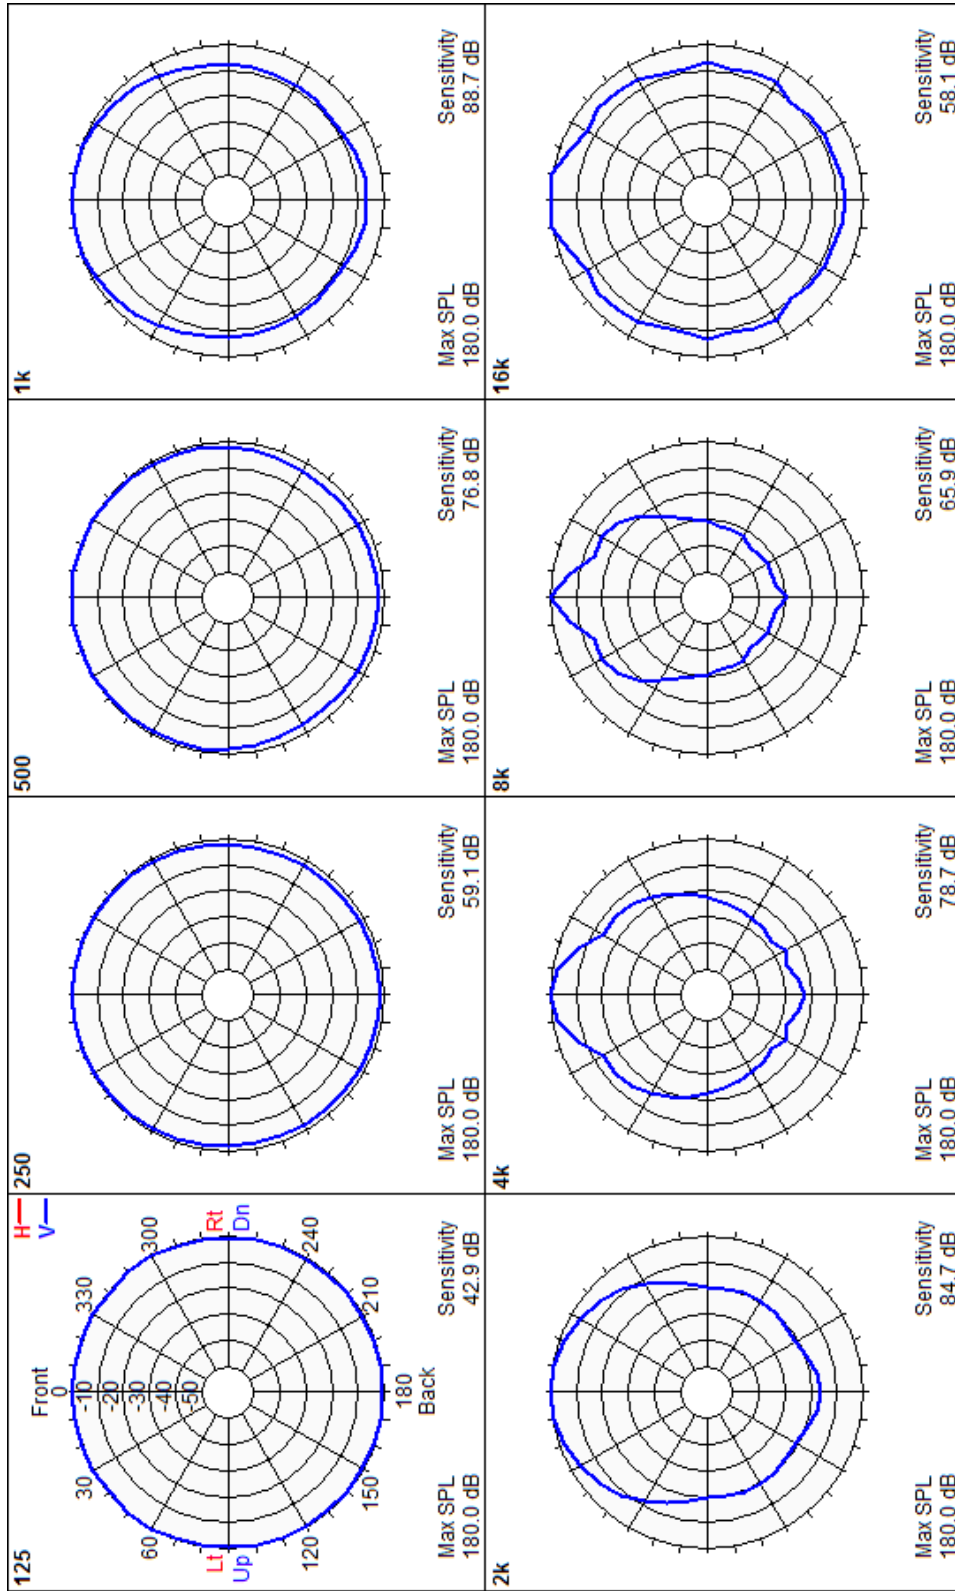 125
Front
0
-10
-20
-30
-40
-50
30
330
60
300
Lt
Up
Rt
Dn
120
240
150
210
180
Back
H
V
Max SPL
180.0 dB
Sensitivity
42.9 dB
250
Max SPL
180.0 dB
Sensitivity
59.1 dB
500
Max SPL
180.0 dB
Sensitivity
76.8 dB
1k
Max SPL
180.0 dB
Sensitivity
88.7 dB
2k
Max SPL
180.0 dB
Sensitivity
84.7 dB
4k
Max SPL
180.0 dB
Sensitivity
78.7 dB
8k
Max SPL
180.0 dB
Sensitivity
65.9 dB
16k
Max SPL
180.0 dB
Sensitivity
58.1 dB